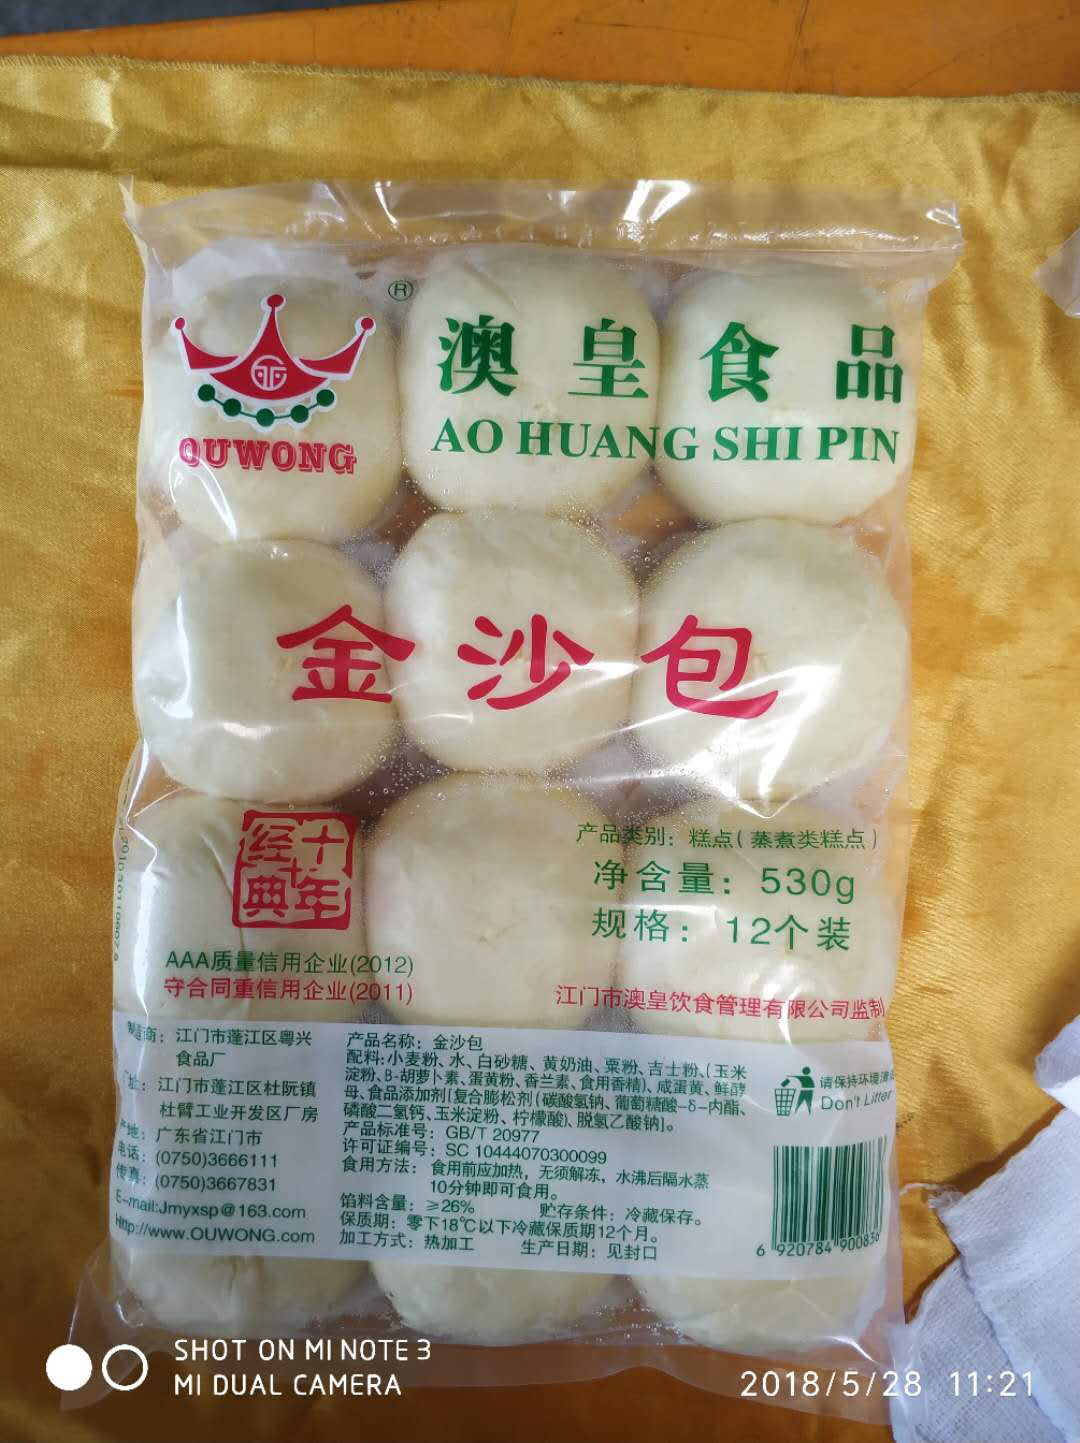 ®
澳皇食品
OUWONG
AO HUANG SHI PIN
金沙包
十年
经典
产品类别：糕点(蒸煮类糕点)
净含量：530g
规格：12个装
AAA质量信用企业(2012)
守合同重信用企业(2011)
江门市澳皇饮食管理有限公司监制
制造商：江门市蓬江区粤兴
食品厂
厂址：江门市蓬江区杜阮镇
杜臂工业开发区厂房
产地：广东省江门市
电话：(0750)3666111
传真：(0750)3667831
E-mail:Jmyxsp@163.com
Http://www.OUWONG.com
产品名称：金沙包
配料:小麦粉、水、白砂糖、黄奶油、粟粉、吉士粉、(玉米
淀粉、B-胡萝卜素、蛋黄粉、香兰素、食用香精)、咸蛋黄、鲜酵
母、食品添加剂[复合膨松剂(碳酸氢钠、葡萄糖酸-δ-内酯、
磷酸二氢钙、玉米淀粉、柠檬酸)、脱氢乙酸钠]。
产品标准号：GB/T 20977
许可证编号：SC 10444070300099
食用方法：食用前应加热，无须解冻，水沸后隔水蒸
10分钟即可食用。
馅料含量：≥26% 贮存条件：冷藏保存。
保质期：零下18℃以下冷藏保质期12个月。
加工方式：热加工 生产日期：见封口
请保持环境清洁
Don't Litter
6 920784 900836
SHOT ON MI NOTE 3
MI DUAL CAMERA
2018/5/28 11:21